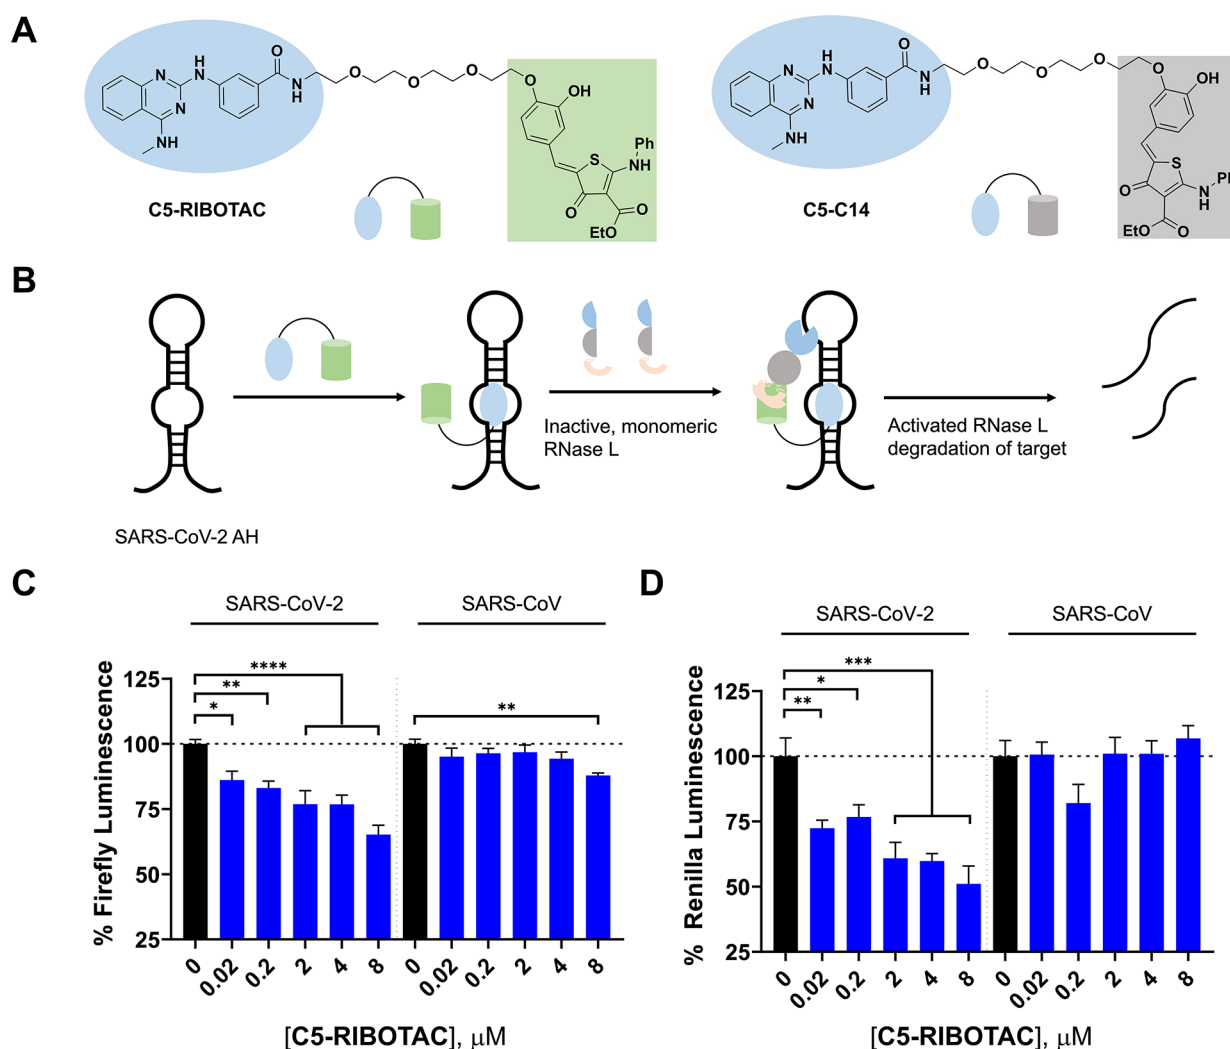 A
N
NH
O
NH
N
NH
O
O
O
O
OH
S
Ph
NH
O
O
EtO
C5-RIBOTAC
N
NH
O
NH
N
NH
O
O
O
O
OH
S
O
N
H
O
EtO
C5-C14
B
Inactive, monomeric
RNase L
Activated RNase L
degradation of target
SARS-CoV-2 AH
C
SARS-CoV-2
SARS-CoV
% Firefly Luminescence
125
100
75
50
25
****
**
*
**
0
0.02
0.2
2
4
8
0
0.02
0.2
2
4
8
[C5-RIBOTAC], μM
D
SARS-CoV-2
SARS-CoV
% Renilla Luminescence
125
100
75
50
25
***
*
**
0
0.02
0.2
2
4
8
0
0.02
0.2
2
4
8
[C5-RIBOTAC], μM